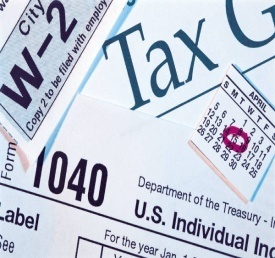 City
W-2
Copy 2 to be filed with employ
Tax G
APRIL
S M T W T F S
Form 1040
Department of the Treasury - In
U.S. Individual Inc
Label
See
For the year Jan. 1